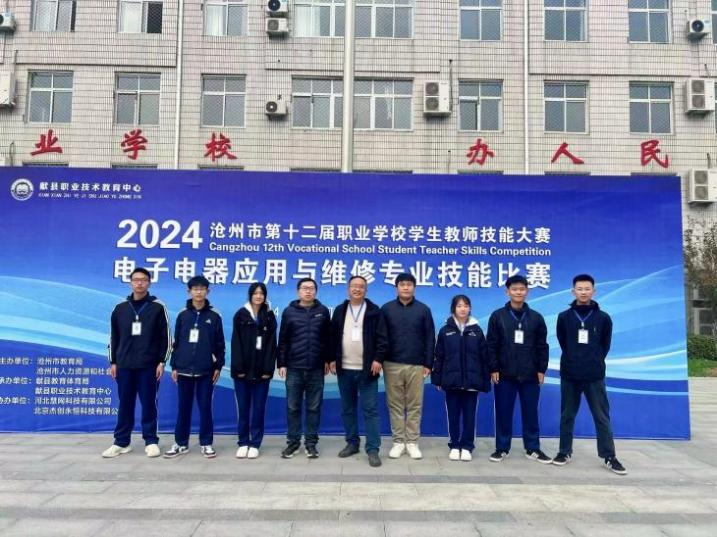 业学校 办人民
献县职业技术教育中心
XIAN XIAN ZHI YE JI SHU JIAO YU ZHONG XIN
2024 沧州市第十二届职业学校学生教师技能大赛
Cangzhou 12th Vocational School Student Teacher Skills Competition
电子电器应用与维修专业技能比赛
主办单位：沧州市教育局
沧州市人力资源和社会
承办单位：献县教育体育局
献县职业技术教育中心
协办单位：河北慧网科技有限公司
北京杰创永恒科技有限公